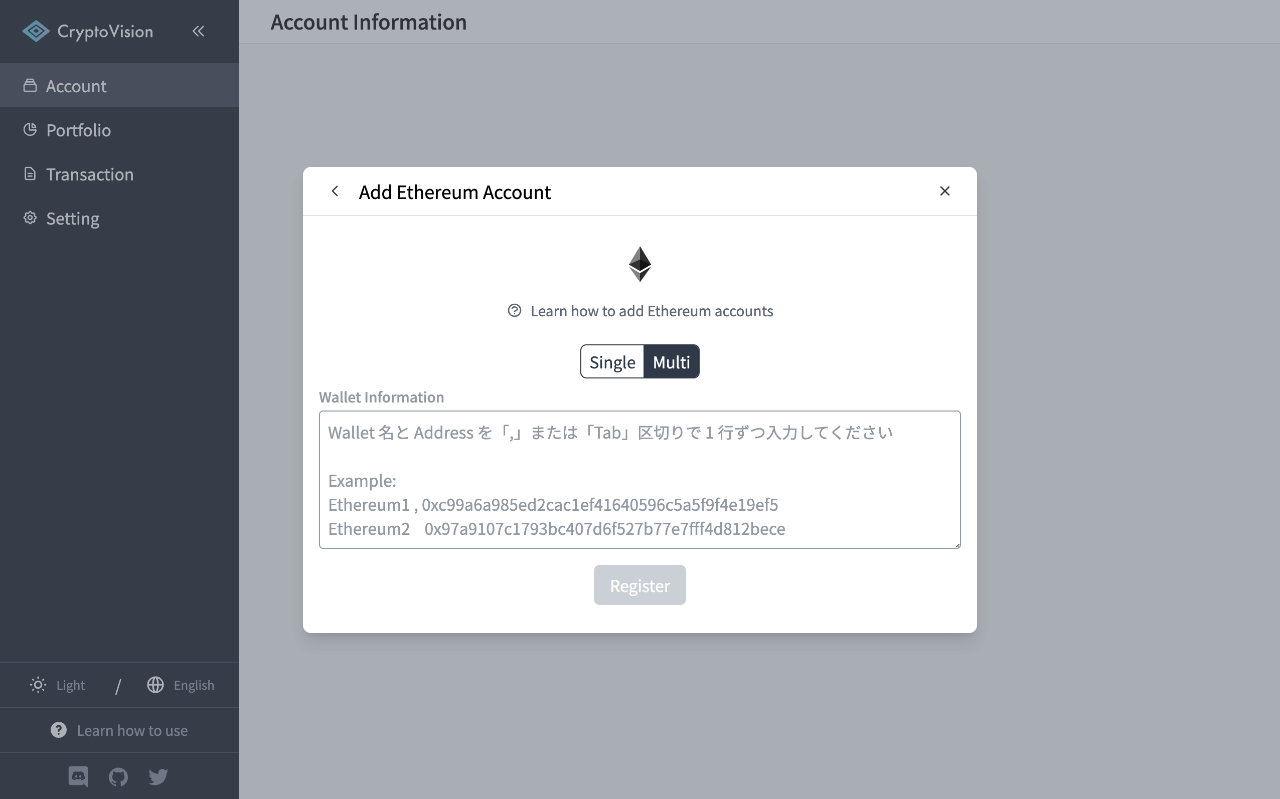 CryptoVision
Account
Portfolio
Transaction
Setting
Light / English
Learn how to use
Account Information
Add Ethereum Account
Learn how to add Ethereum accounts
Single Multi
Wallet Information
Wallet 名と Address を「,」または「Tab」区切りで 1 行ずつ入力してください
Example:
Ethereum1 , 0xc99a6a985ed2cac1ef41640596c5a5f9f4e19ef5
Ethereum2 0x97a9107c1793bc407d6f527b77e7fff4d812bece
Register